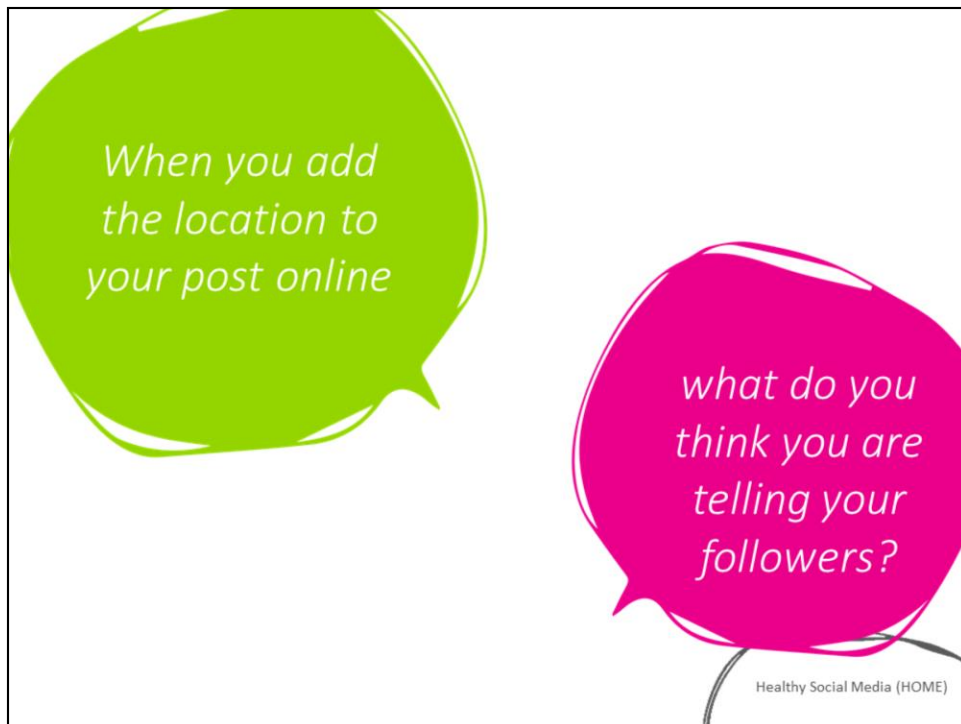 When you add
the location to
your post online
what do you
think you are
telling your
followers?
Healthy Social Media (HOME)